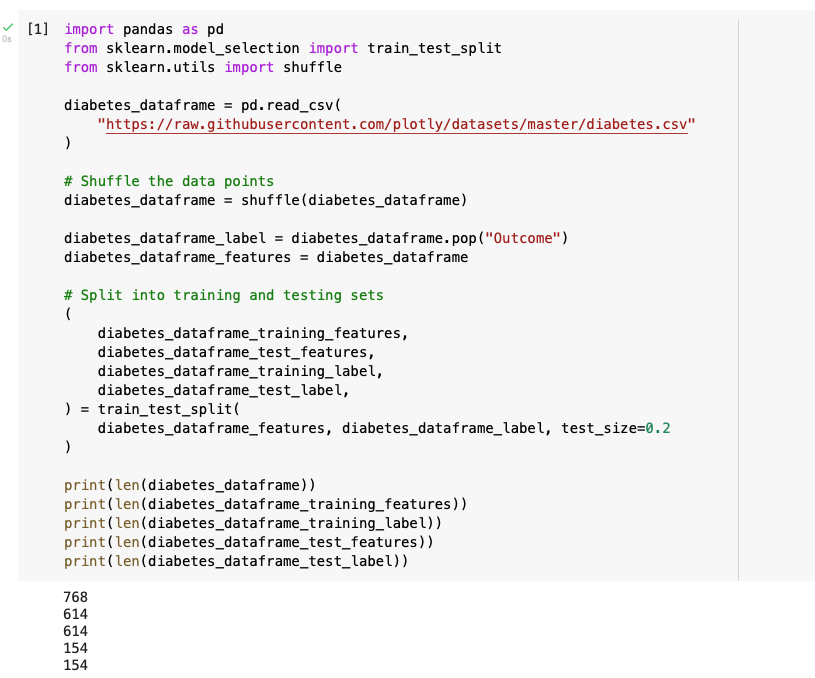 [1] import pandas as pd
0s
from sklearn.model_selection import train_test_split
from sklearn.utils import shuffle
diabetes_dataframe = pd.read_csv(
    "https://raw.githubusercontent.com/plotly/datasets/master/diabetes.csv"
)
# Shuffle the data points
diabetes_dataframe = shuffle(diabetes_dataframe)
diabetes_dataframe_label = diabetes_dataframe.pop("Outcome")
diabetes_dataframe_features = diabetes_dataframe
# Split into training and testing sets
(
    diabetes_dataframe_training_features,
    diabetes_dataframe_test_features,
    diabetes_dataframe_training_label,
    diabetes_dataframe_test_label,
) = train_test_split(
    diabetes_dataframe_features, diabetes_dataframe_label, test_size=0.2
)
print(len(diabetes_dataframe))
print(len(diabetes_dataframe_training_features))
print(len(diabetes_dataframe_training_label))
print(len(diabetes_dataframe_test_features))
print(len(diabetes_dataframe_test_label))
768
614
614
154
154